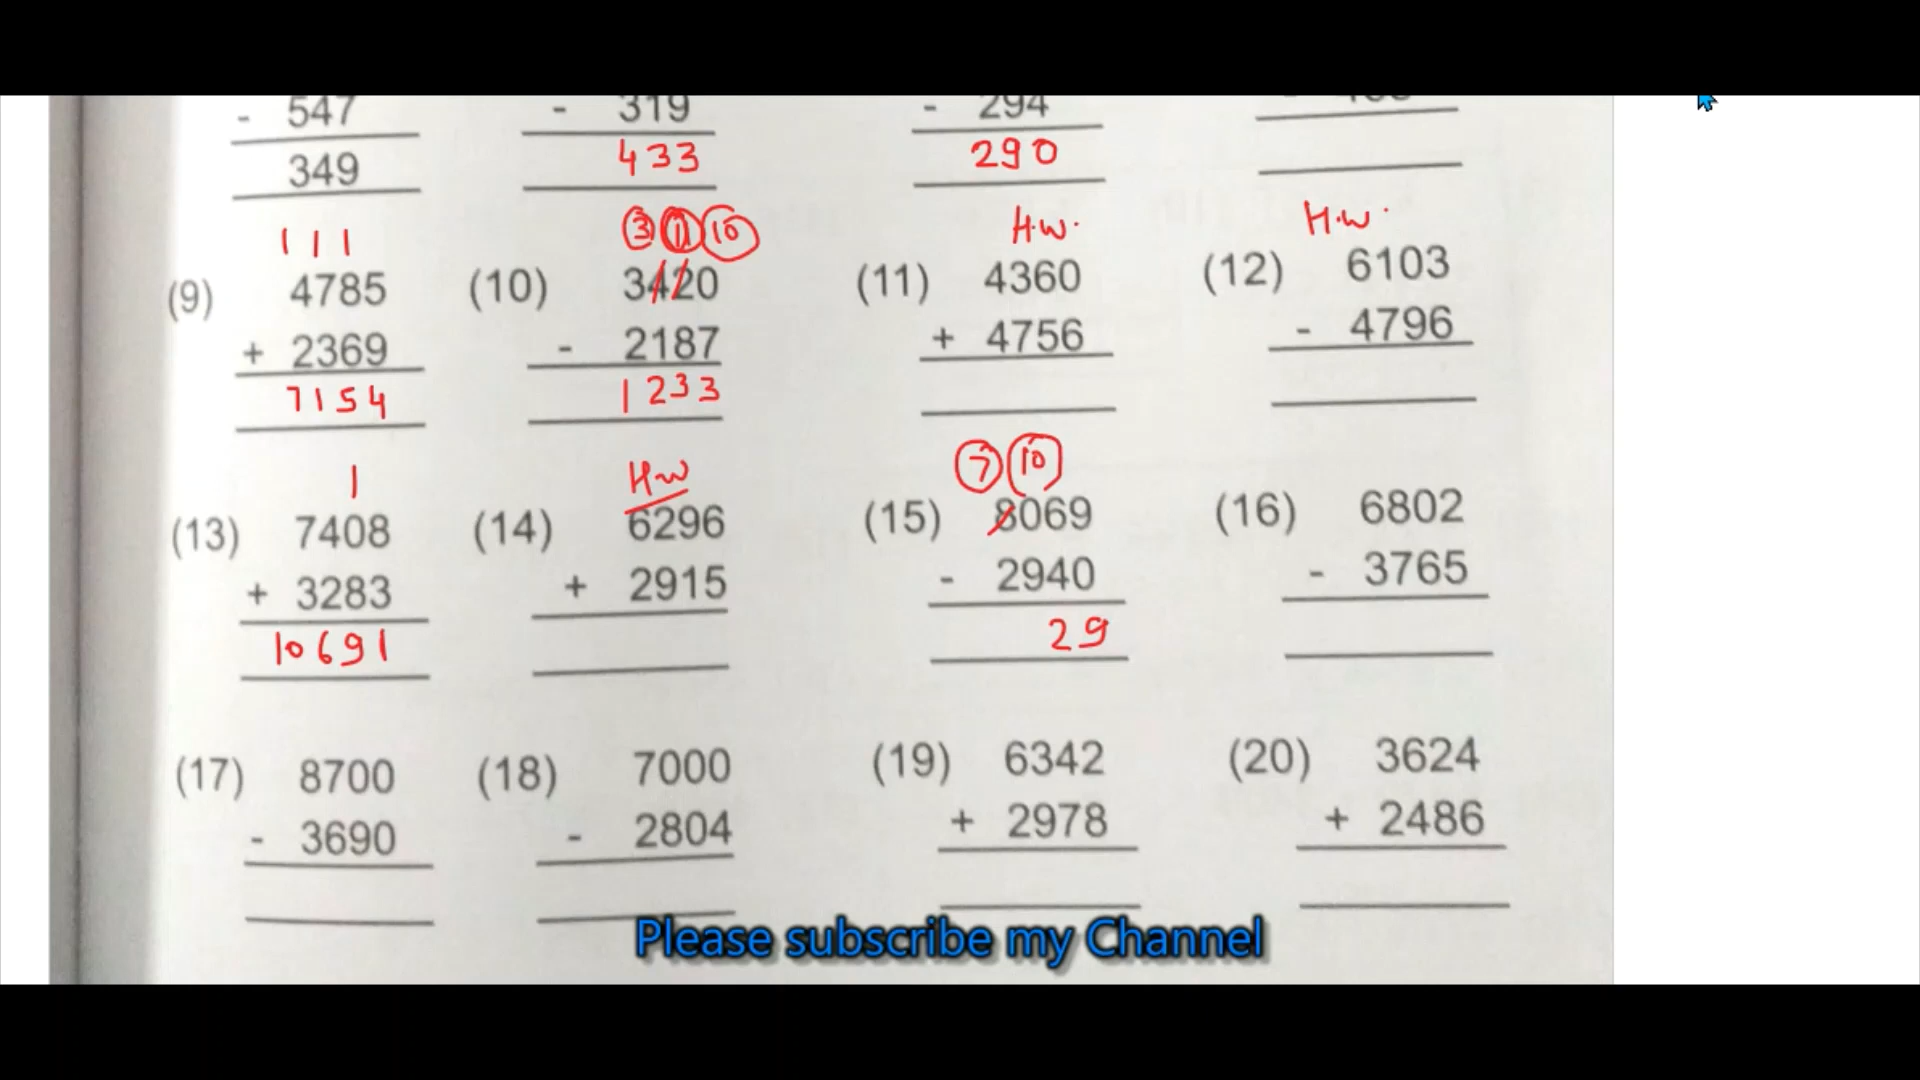 - 547 - 319 - 294
349 433 290
1 1 1 3 11 10 H.W. H.W.
(9) 4785 (10) 3420 (11) 4360 (12) 6103
+ 2369 - 2187 + 4756 - 4796
7154 1233
1 HW 7 10
(13) 7408 (14) 6296 (15) 8069 (16) 6802
+ 3283 + 2915 - 2940 - 3765
10691 29
(17) 8700 (18) 7000 (19) 6342 (20) 3624
- 3690 - 2804 + 2978 + 2486
Please subscribe my Channel